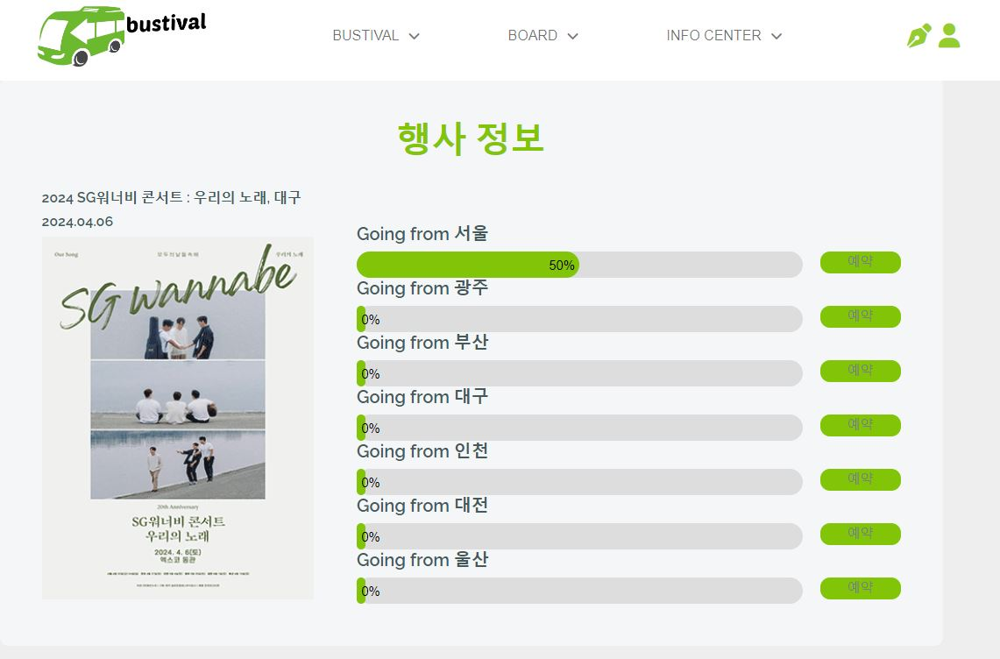 bustival
BUSTIVAL
BOARD
INFO CENTER
행사 정보
2024 SG워너비 콘서트 : 우리의 노래, 대구
2024.04.06
Our Song
우리의 노래
SG wannabe
20th Anniversary
SG워너비 콘서트
우리의 노래
2024. 4. 6(토)
엑스코 동관
Going from 서울
50%
예약
Going from 광주
0%
예약
Going from 부산
0%
예약
Going from 대구
0%
예약
Going from 인천
0%
예약
Going from 대전
0%
예약
Going from 울산
0%
예약